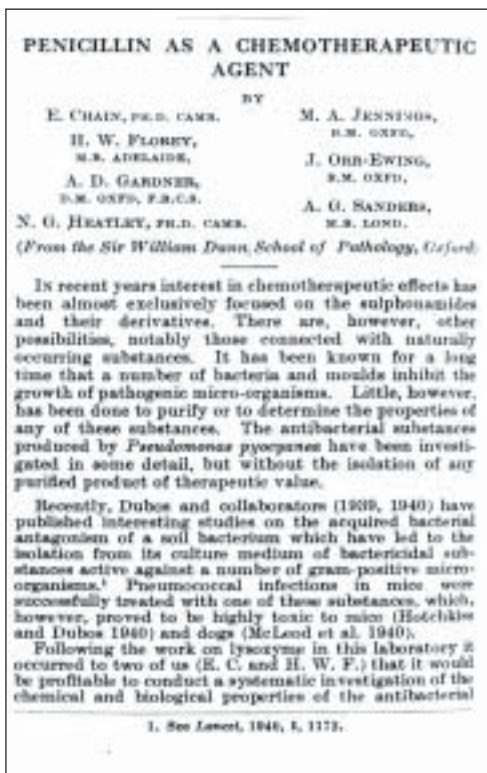 PENICILLIN AS A CHEMOTHERAPEUTIC
AGENT
BY
E. CHAIN, PH.D. CAMB.
H. W. FLOREY,
M.B. ADELAIDE,
A. D. GARDNER,
D.M. OXFD, F.R.C.S.
N. G. HEATLEY, PH.D. CAMB.
M. A. JENNINGS,
B.M. OXFD,
J. ORR-EWING,
B.M. OXFD,
A. G. SANDERS,
M.B. LOND.
(From the Sir William Dunn School of Pathology, Oxford)
IN recent years interest in chemotherapeutic effects has
been almost exclusively focused on the sulphonamides
and their derivatives. There are, however, other
possibilities, notably those connected with naturally
occurring substances. It has been known for a long
time that a number of bacteria and moulds inhibit the
growth of pathogenic micro-organisms. Little, however,
has been done to purify or to determine the properties of
any of these substances. The antibacterial substances
produced by Pseudomonas pyocyanea have been investi-
gated in some detail, but without the isolation of any
purified product of therapeutic value.
Recently, Dubos and collaborators (1939, 1940) have
published interesting studies on the acquired bacterial
antagonism of a soil bacterium which have led to the
isolation from its culture medium of bactericidal sub-
stances active against a number of gram-positive micro-
organisms.¹ Pneumococcal infections in mice were
successfully treated with one of these substances, which,
however, proved to be highly toxic to mice (Hotchkiss
and Dubos 1940) and dogs (McLeod et al. 1940).
Following the work on lysozyme in this laboratory it
occurred to two of us (E. C. and H. W. F.) that it would
be profitable to conduct a systematic investigation of the
chemical and biological properties of the antibacterial
1. See Lancet, 1940, i, 1172.